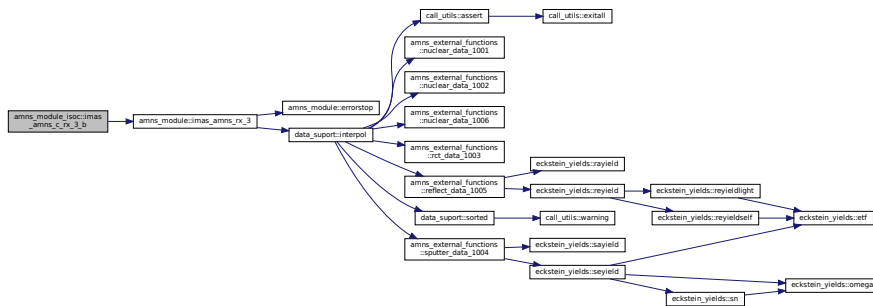 amns_module_isoc::imas
_amns_c_rx_3_b
amns_module::imas_amns_rx_3
amns_module::errorstop
data_suport::interpol
call_utils::assert
call_utils::exitall
amns_external_functions
::nuclear_data_1001
amns_external_functions
::nuclear_data_1002
amns_external_functions
::nuclear_data_1006
amns_external_functions
::rct_data_1003
amns_external_functions
::reflect_data_1005
data_suport::sorted
amns_external_functions
::sputter_data_1004
eckstein_yields::rayield
eckstein_yields::reyield
call_utils::warning
eckstein_yields::sayield
eckstein_yields::seyield
eckstein_yields::reyieldlight
eckstein_yields::reyieldself
eckstein_yields::sn
eckstein_yields::etf
eckstein_yields::omega